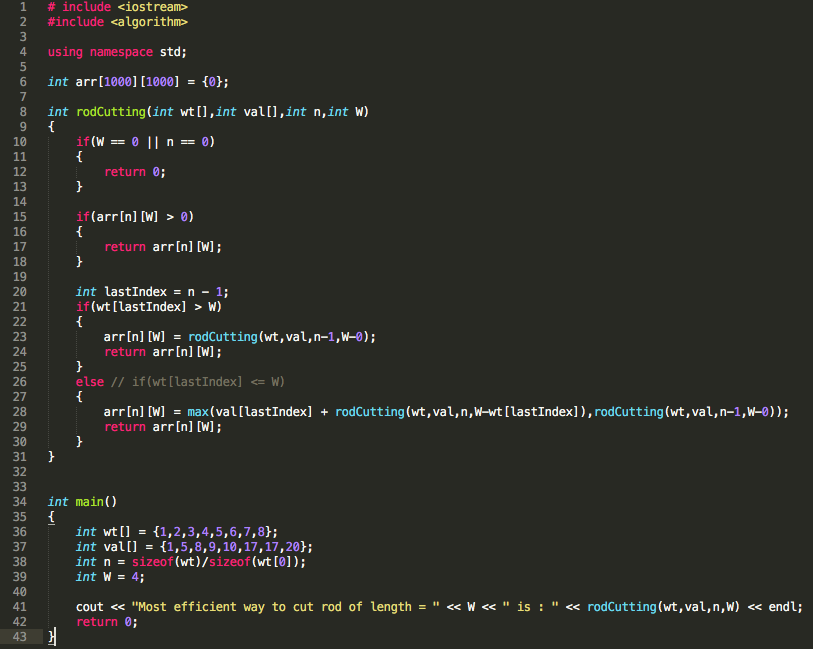 1 # include <iostream>
2 #include <algorithm>
3
4 using namespace std;
5
6 int arr[1000][1000] = {0};
7
8 int rodCutting(int wt[],int val[],int n,int W)
9 {
10 if(W == 0 || n == 0)
11 {
12 return 0;
13 }
14
15 if(arr[n][W] > 0)
16 {
17 return arr[n][W];
18 }
19
20 int lastIndex = n - 1;
21 if(wt[lastIndex] > W)
22 {
23 arr[n][W] = rodCutting(wt,val,n-1,W-0);
24 return arr[n][W];
25 }
26 else // if(wt[lastIndex] <= W)
27 {
28 arr[n][W] = max(val[lastIndex] + rodCutting(wt,val,n,W-wt[lastIndex]),rodCutting(wt,val,n-1,W-0));
29 return arr[n][W];
30 }
31 }
32
33
34 int main()
35 {
36 int wt[] = {1,2,3,4,5,6,7,8};
37 int val[] = {1,5,8,9,10,17,17,20};
38 int n = sizeof(wt)/sizeof(wt[0]);
39 int W = 4;
40
41 cout << "Most efficient way to cut rod of length = " << W << " is : " << rodCutting(wt,val,n,W) << endl;
42 return 0;
43 }